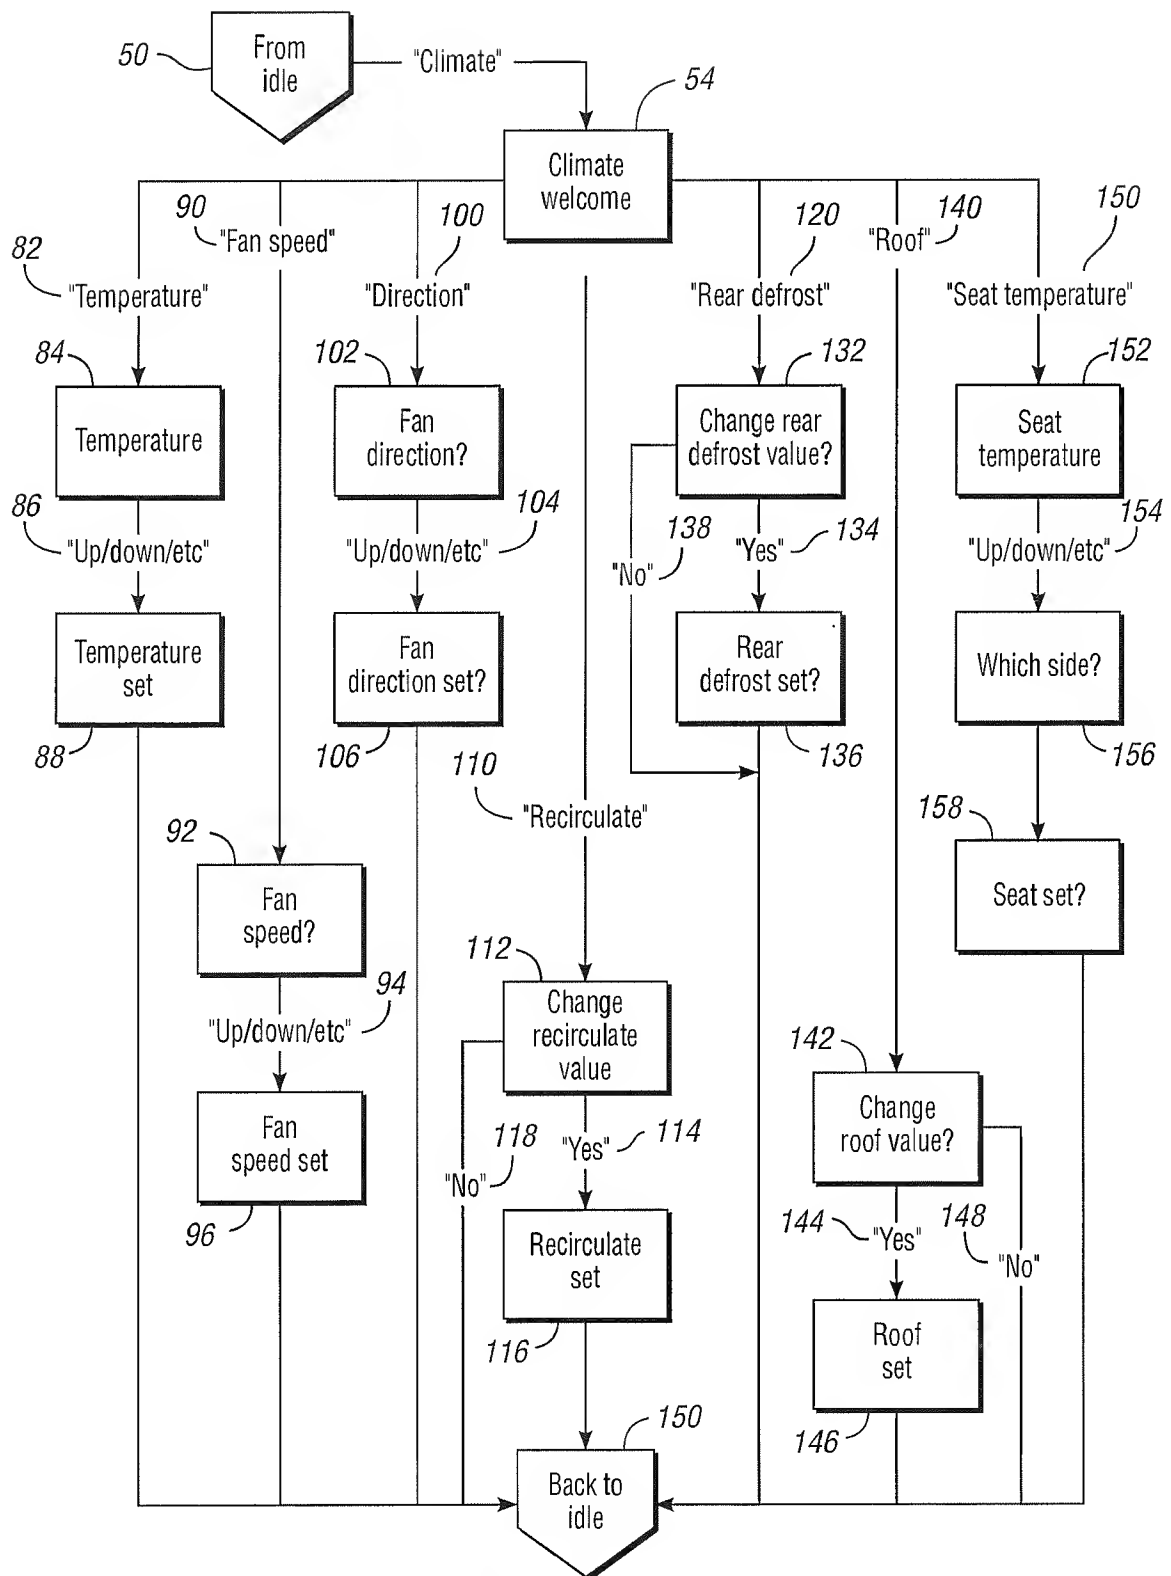 50
From
idle
"Climate"
54
Climate
welcome
90
"Fan speed"
100
120
"Roof"
140
150
82
"Temperature"
"Direction"
"Rear defrost"
"Seat temperature"
84
102
132
152
Temperature
Fan
direction?
Change rear
defrost value?
Seat
temperature
86
"Up/down/etc"
104
"Up/down/etc"
138
"No"
"Yes"
134
154
"Up/down/etc"
Temperature
set
Fan
direction set?
Rear
defrost set?
Which side?
88
106
110
136
156
"Recirculate"
92
158
Fan
speed?
Seat set?
94
"Up/down/etc"
112
Change
recirculate
value
142
Change
roof value?
Fan
speed set
118
"No"
"Yes"
114
96
144
"Yes"
148
"No"
Recirculate
set
116
Roof
set
146
150
Back to
idle